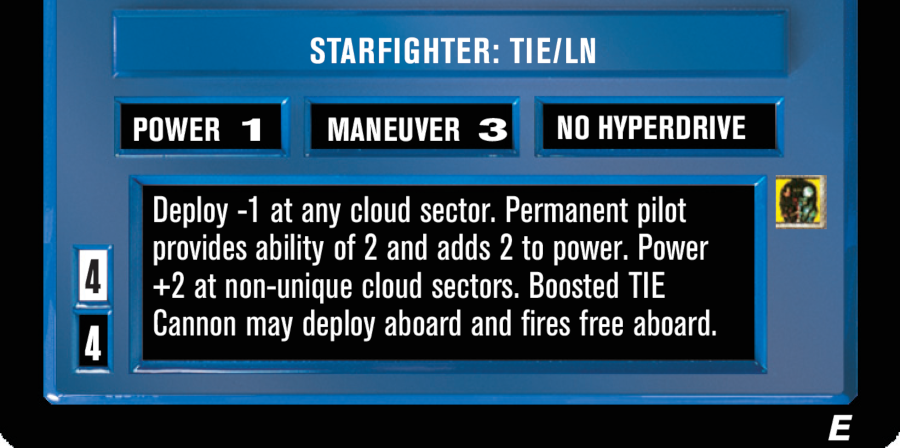 STARFIGHTER: TIE/LN
POWER 1 MANEUVER 3 NO HYPERDRIVE
Deploy -1 at any cloud sector. Permanent pilot
provides ability of 2 and adds 2 to power. Power
+2 at non-unique cloud sectors. Boosted TIE
Cannon may deploy aboard and fires free aboard.
4
4
E